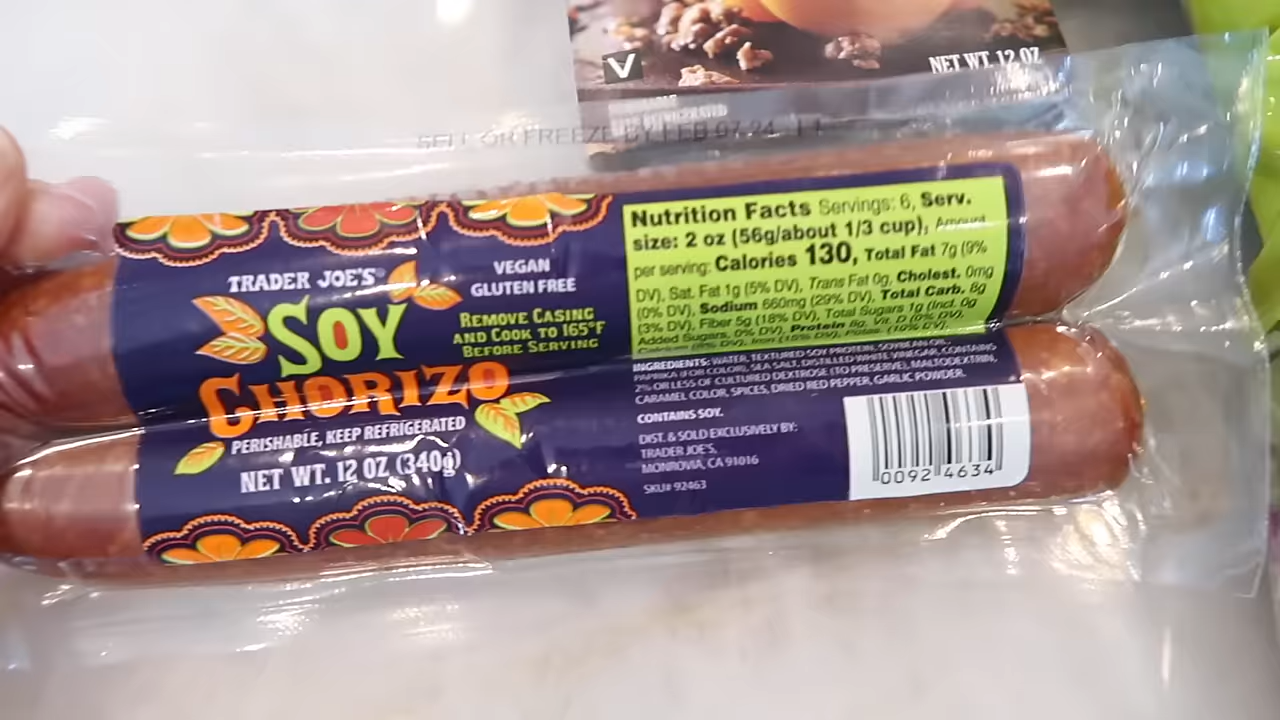 V
NET WT. 12 OZ
SELL OR FREEZE BY FEB 07 24
TRADER JOE'S
SOY
CHORIZO
PERISHABLE, KEEP REFRIGERATED
NET WT. 12 OZ (340g)
VEGAN
GLUTEN FREE
REMOVE CASING
AND COOK TO 165°F
BEFORE SERVING
Nutrition Facts Servings: 6, Serv.
size: 2 oz (56g/about 1/3 cup), Amount
per serving: Calories 130, Total Fat 7g (9%
DV), Sat. Fat 1g (5% DV), Trans Fat 0g, Cholest. 0mg
(0% DV), Sodium 660mg (29% DV), Total Carb. 8g
(3% DV), Fiber 5g (18% DV), Total Sugars 1g (Incl. 0g
Added Sugars, 0% DV), Protein 8g, Vit. D (0% DV),
INGREDIENTS: WATER, TEXTURED SOY PROTEIN, SOYBEAN OIL,
PAPRIKA (FOR COLOR), SEA SALT, DISTILLED WHITE VINEGAR, CONTAINS
2% OR LESS OF CULTURED DEXTROSE (TO PRESERVE), MALTODEXTRIN,
CARAMEL COLOR, SPICES, DRIED RED PEPPER, GARLIC POWDER.
CONTAINS SOY.
DIST. & SOLD EXCLUSIVELY BY:
TRADER JOE'S,
MONROVIA, CA 91016
SKU# 92463
0092 4634